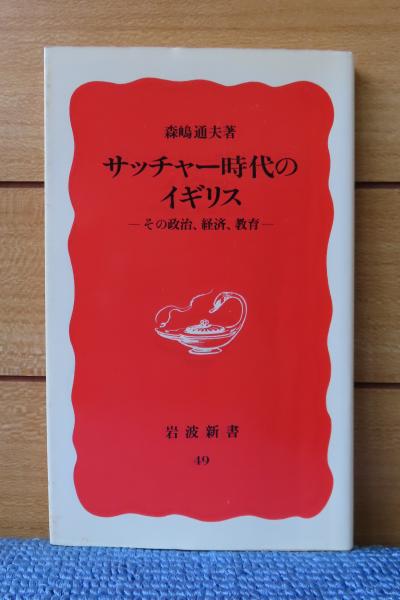 森嶋通夫著
サッチャー時代の
イギリス
―その政治、経済、教育―
岩波新書
49